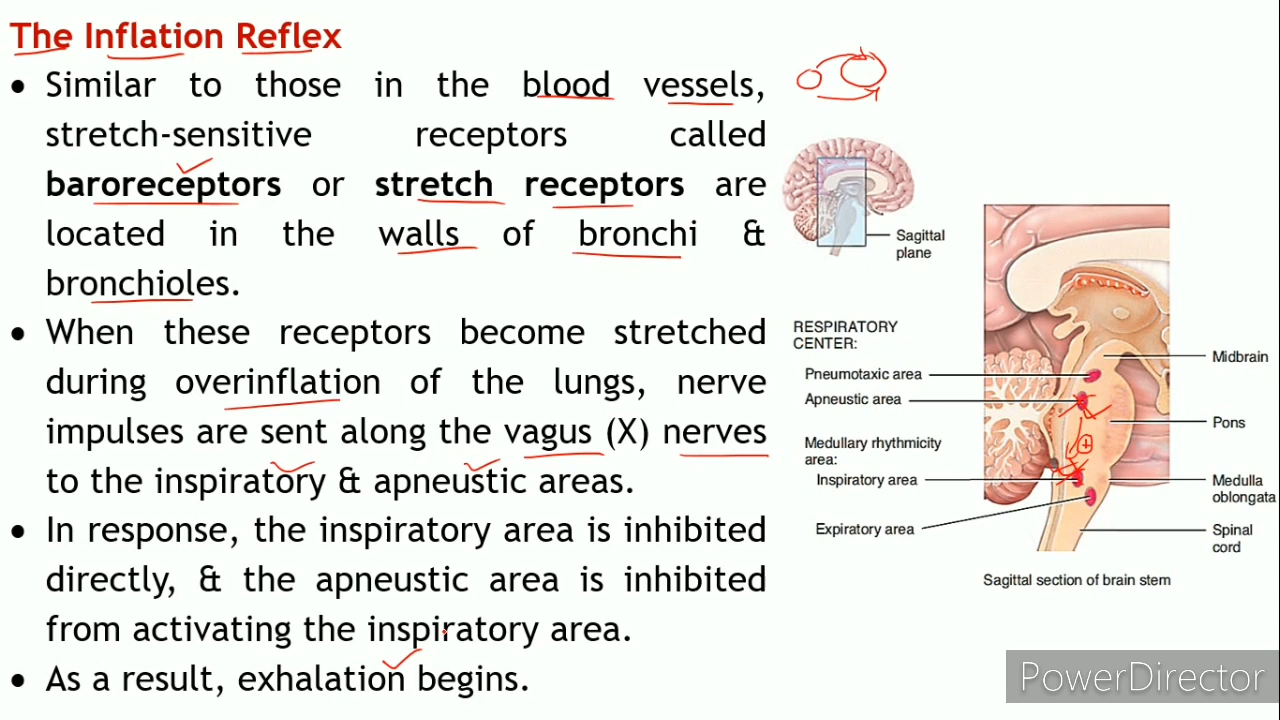 The Inflation Reflex
• Similar to those in the blood vessels,
stretch-sensitive receptors called
baroreceptors or stretch receptors are
located in the walls of bronchi &
bronchioles.
• When these receptors become stretched
during overinflation of the lungs, nerve
impulses are sent along the vagus (X) nerves
to the inspiratory & apneustic areas.
• In response, the inspiratory area is inhibited
directly, & the apneustic area is inhibited
from activating the inspiratory area.
• As a result, exhalation begins.
Sagittal
plane
RESPIRATORY
CENTER:
Pneumotaxic area
Apneustic area
Medullary rhythmicity
area:
Inspiratory area
Expiratory area
Midbrain
Pons
Medulla
oblongata
Spinal
cord
Sagittal section of brain stem
PowerDirector